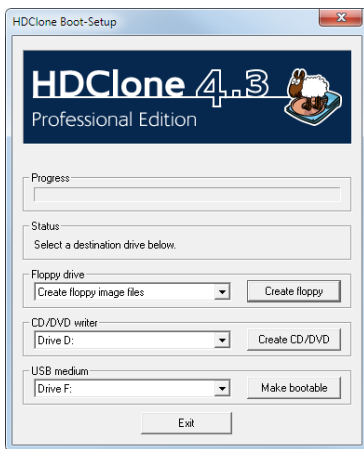 HDClone Boot-Setup
HDClone 4.3
Professional Edition
Progress
Status
Select a destination drive below.
Floppy drive
Create floppy image files
Create floppy
CD/DVD writer
Drive D:
Create CD/DVD
USB medium
Drive F:
Make bootable
Exit